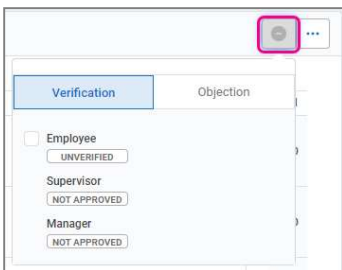 Verification Objection
Employee
UNVERIFIED
Supervisor
NOT APPROVED
Manager
NOT APPROVED